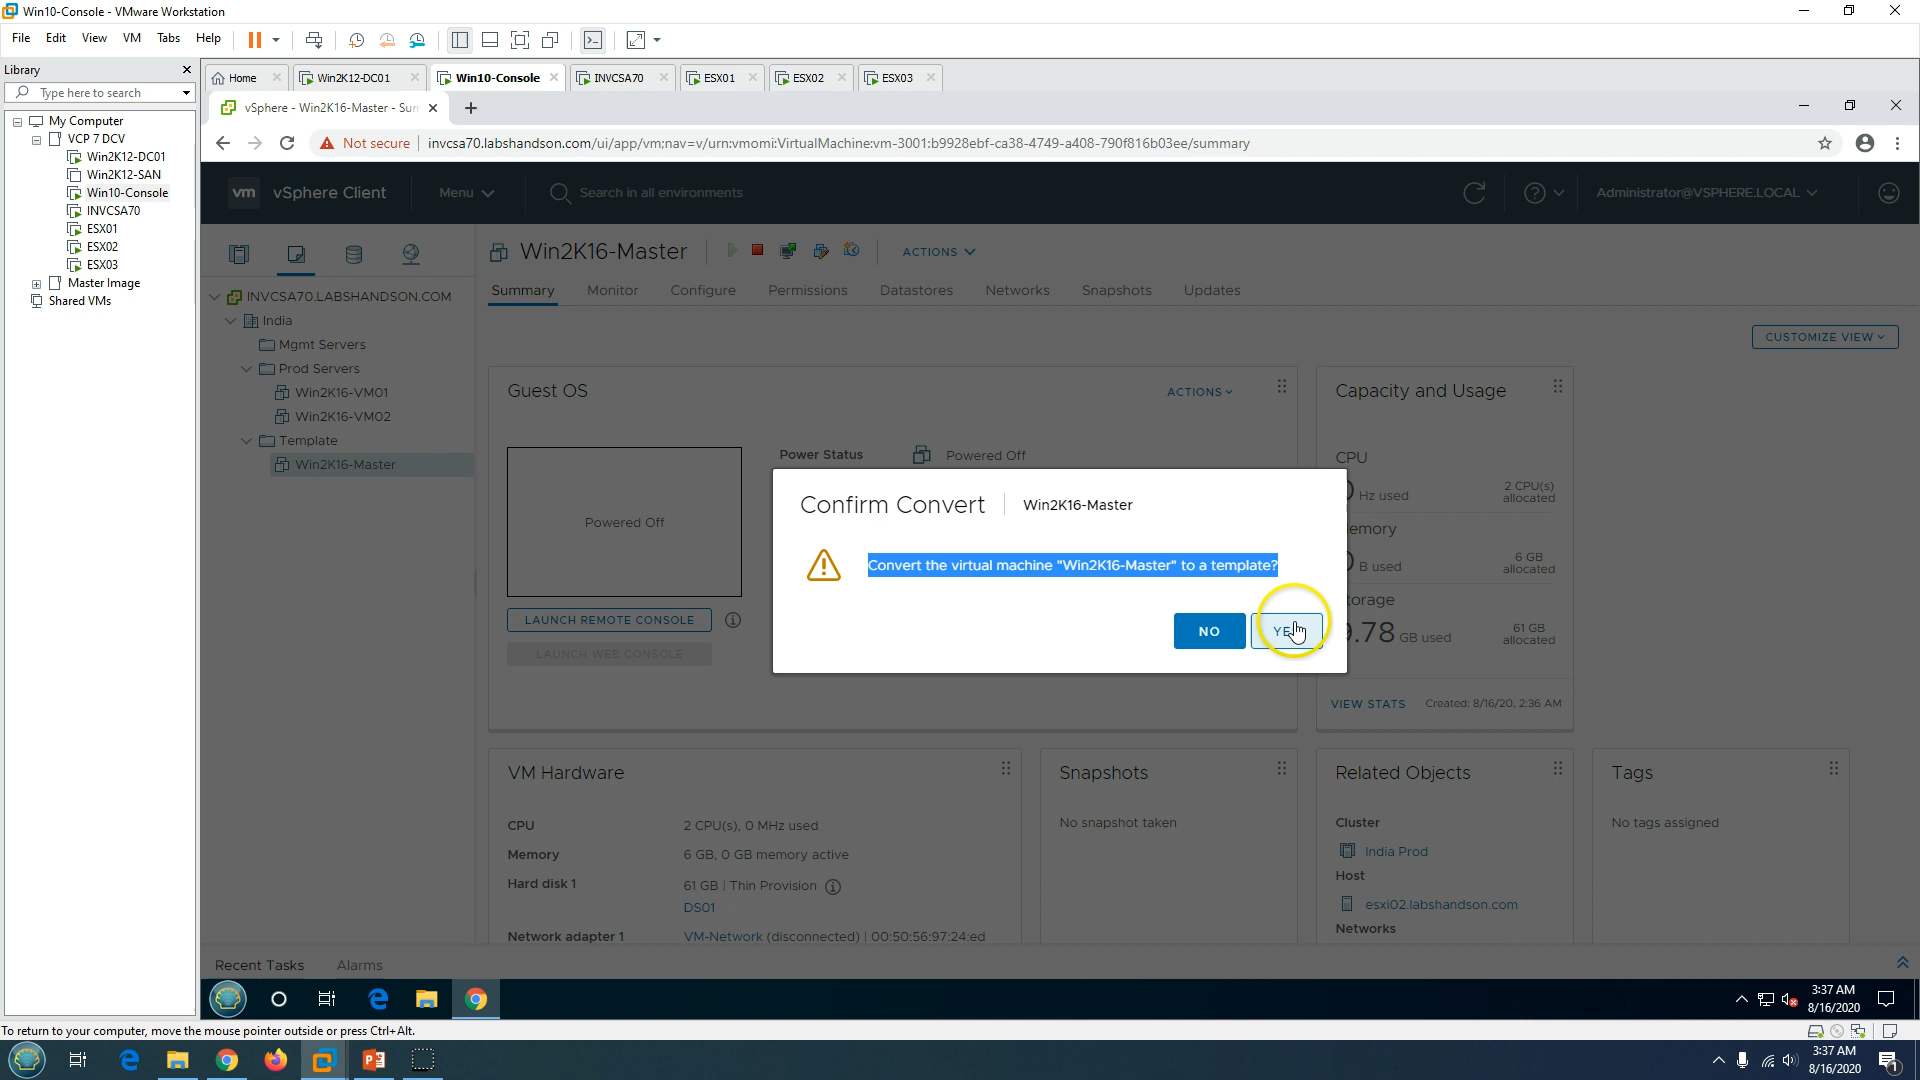 Win10-Console - VMware Workstation
File Edit View VM Tabs Help
Library
Type here to search
My Computer
VCP 7 DCV
Win2K12-DC01
Win2K12-SAN
Win10-Console
INVCSA70
ESX01
ESX02
ESX03
Master Image
Shared VMs
Home Win2K12-DC01 Win10-Console INVCSA70 ESX01 ESX02 ESX03
vSphere - Win2K16-Master - Sum
Not secure invcsa70.labshandson.com/ui/app/vm;nav=v/urn:vmomi:VirtualMachine:vm-3001:b9928ebf-ca38-4749-a408-790f816b03ee/summary
vm vSphere Client Menu Search in all environments Administrator@VSPHERE.LOCAL
INVCSA70.LABSHANDSON.COM
India
Mgmt Servers
Prod Servers
Win2K16-VM01
Win2K16-VM02
Template
Win2K16-Master
Win2K16-Master ACTIONS
Summary Monitor Configure Permissions Datastores Networks Snapshots Updates
CUSTOMIZE VIEW
Guest OS ACTIONS
Powered Off
Power Status Powered Off
LAUNCH REMOTE CONSOLE
LAUNCH WEB CONSOLE
Confirm Convert Win2K16-Master
Convert the virtual machine "Win2K16-Master" to a template?
NO YES
Capacity and Usage
CPU
0 Hz used 2 CPU(s) allocated
emory
B used 6 GB allocated
torage
9.78 GB used 61 GB allocated
VIEW STATS Created: 8/16/20, 2:36 AM
VM Hardware
CPU 2 CPU(s), 0 MHz used
Memory 6 GB, 0 GB memory active
Hard disk 1 61 GB | Thin Provision
DS01
Network adapter 1 VM-Network (disconnected) | 00:50:56:97:24:ed
Snapshots
No snapshot taken
Related Objects
Cluster
India Prod
Host
esxi02.labshandson.com
Networks
Tags
No tags assigned
Recent Tasks Alarms
3:37 AM
8/16/2020
To return to your computer, move the mouse pointer outside or press Ctrl+Alt.
3:37 AM
8/16/2020
1